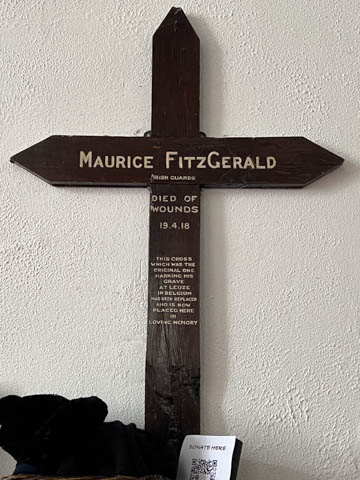 MAURICE FITZGERALD
IRISH GUARDS
DIED OF
WOUNDS
19.4.18
THIS CROSS
WHICH WAS THE
ORIGINAL ONE
MARKING HIS
GRAVE
AT LEUZE
IN BELGIUM
HAS BEEN REPLACED
AND IS NOW
PLACED HERE
IN
LOVING MEMORY
DONATE HERE